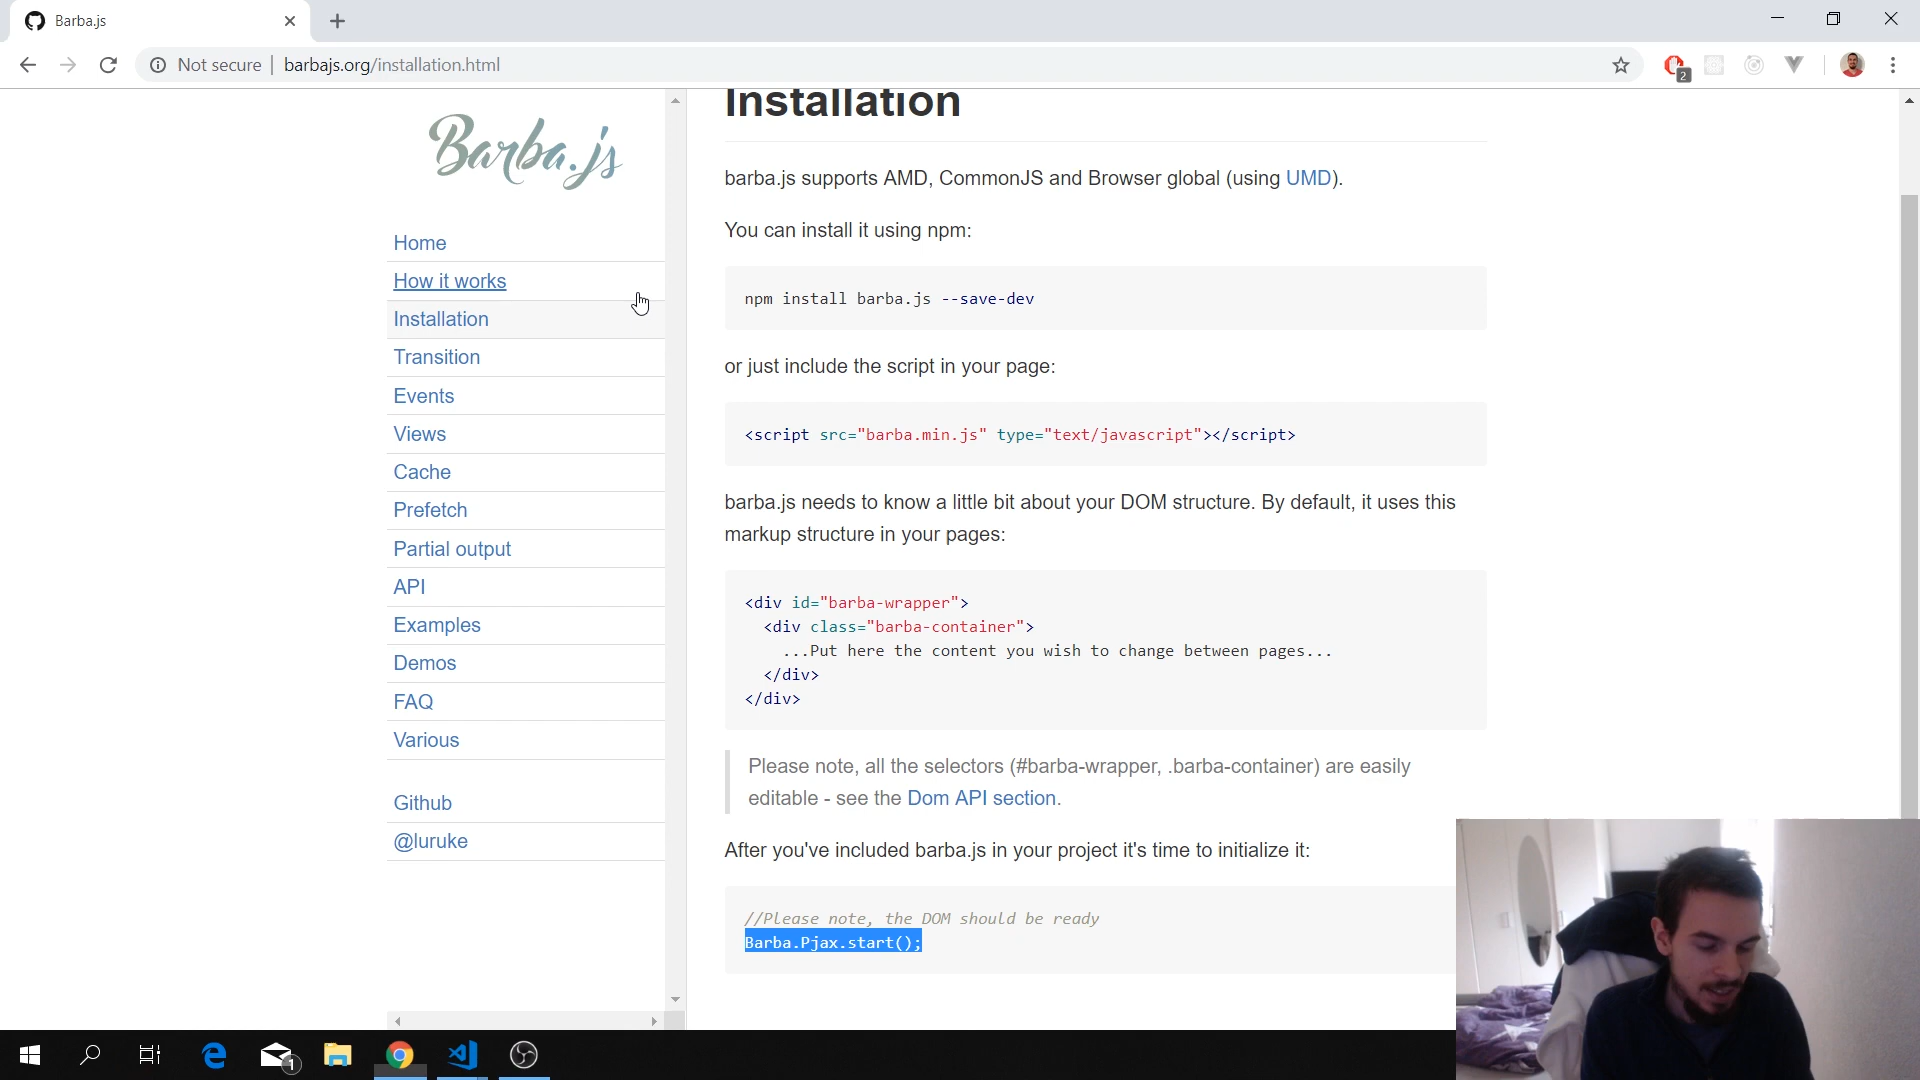 Barba.js
Not secure
barbajs.org/installation.html
2
Barba.js
Home
How it works
Installation
Transition
Events
Views
Cache
Prefetch
Partial output
API
Examples
Demos
FAQ
Various
Github
@luruke
Installation
barba.js supports AMD, CommonJS and Browser global (using UMD).
You can install it using npm:
npm install barba.js --save-dev
or just include the script in your page:
<script src="barba.min.js" type="text/javascript"></script>
barba.js needs to know a little bit about your DOM structure. By default, it uses this
markup structure in your pages:
<div id="barba-wrapper">
<div class="barba-container">
...Put here the content you wish to change between pages...
</div>
</div>
Please note, all the selectors (#barba-wrapper, .barba-container) are easily
editable - see the Dom API section.
After you've included barba.js in your project it's time to initialize it:
//Please note, the DOM should be ready
Barba.Pjax.start();
1